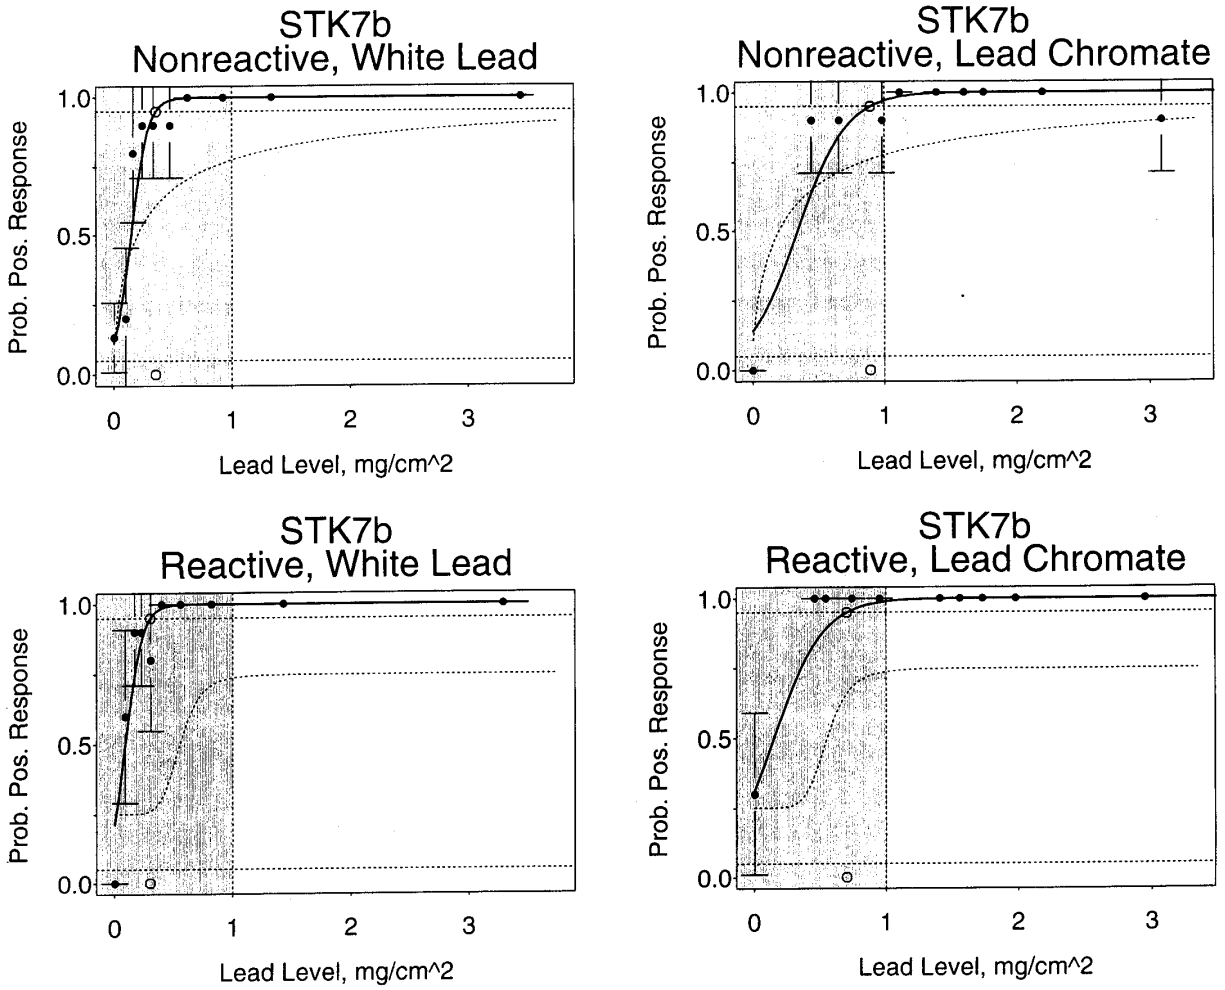 STK7b
Nonreactive, White Lead
Prob. Pos. Response
1.0
0.5
0.0
0 1 2 3
Lead Level, mg/cm^2
STK7b
Nonreactive, Lead Chromate
Prob. Pos. Response
1.0
0.5
0.0
0 1 2 3
Lead Level, mg/cm^2
STK7b
Reactive, White Lead
Prob. Pos. Response
1.0
0.5
0.0
0 1 2 3
Lead Level, mg/cm^2
STK7b
Reactive, Lead Chromate
Prob. Pos. Response
1.0
0.5
0.0
0 1 2 3
Lead Level, mg/cm^2